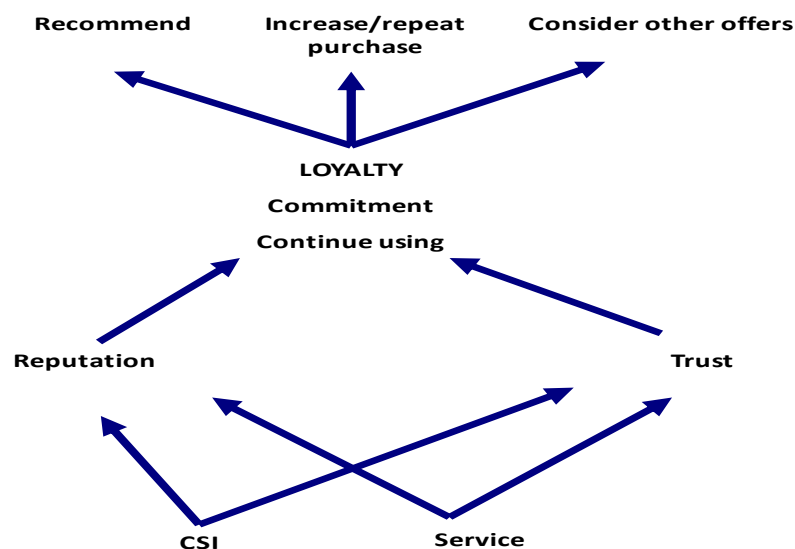 Recommend
Increase/repeat
purchase
Consider other offers
LOYALTY
Commitment
Continue using
Reputation
Trust
CSI
Service